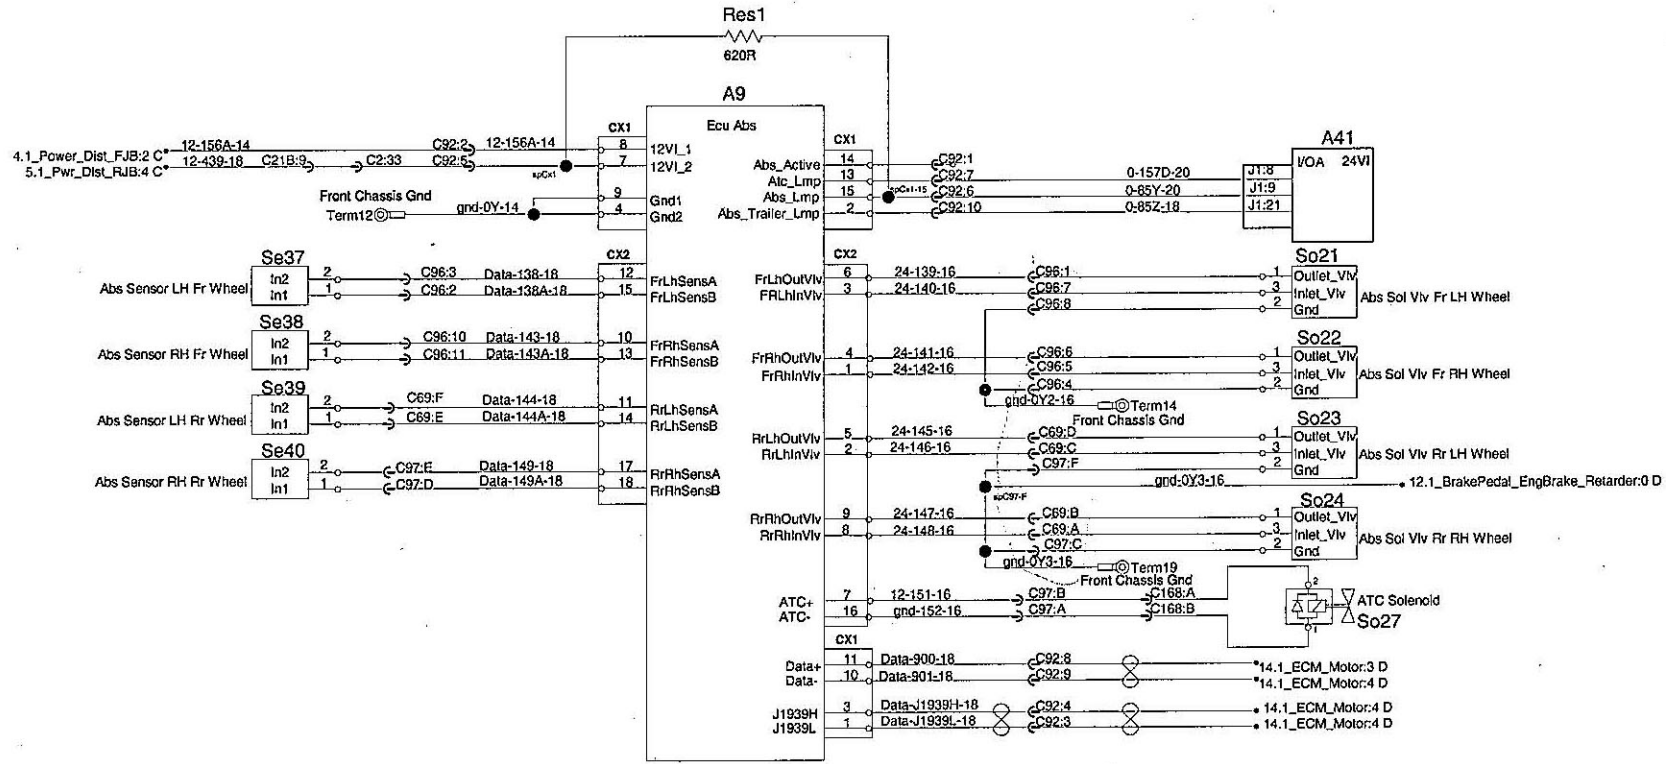 Res1
620R
A9
Ecu Abs
CX1
12-156A-14 C92:2 12-156A-14 8 12VI_1
4.1_Power_Dist_FJB:2 C
12-439-18 C21B:9 C2:33 C92:5 7 12VI_2
5.1_Pwr_Dist_RJB:4 C
spCx1
Front Chassis Gnd
9 Gnd1
Term12 gnd-0Y-14 4 Gnd2
CX1
Abs_Active 14 C92:1
Atc_Lmp 13 C92:7 0-157D-20 J1:8
Abs_Lmp 15 spCx1-15 C92:6 0-85Y-20 J1:9
Abs_Trailer_Lmp 2 C92:10 0-85Z-18 J1:21
A41
I/OA 24VI
CX2
Se37
Abs Sensor LH Fr Wheel
In2 2 C96:3 Data-138-18 12 FrLhSensA
In1 1 C96:2 Data-138A-18 15 FrLhSensB
Se38
Abs Sensor RH Fr Wheel
In2 2 C96:10 Data-143-18 10 FrRhSensA
In1 1 C96:11 Data-143A-18 13 FrRhSensB
Se39
Abs Sensor LH Rr Wheel
In2 2 C69:F Data-144-18 11 RrLhSensA
In1 1 C69:E Data-144A-18 14 RrLhSensB
Se40
Abs Sensor RH Rr Wheel
In2 2 C97:E Data-149-18 17 RrRhSensA
In1 1 C97:D Data-149A-18 18 RrRhSensB
CX2
So21
FrLhOutVlv 6 24-139-16 C96:1 1 Outlet_Vlv
FRLhInVlv 3 24-140-16 C96:7 3 Inlet_Vlv
Abs Sol Vlv Fr LH Wheel
C96:8 2 Gnd
So22
FrRhOutVlv 4 24-141-16 C96:6 1 Outlet_Vlv
FrRhInVlv 1 24-142-16 C96:5 3 Inlet_Vlv
Abs Sol Vlv Fr RH Wheel
C96:4 2 Gnd
gnd-0Y2-16 Term14
Front Chassis Gnd
So23
RrLhOutVlv 5 24-145-16 C69:D 1 Outlet_Vlv
RrLhInVlv 2 24-146-16 C69:C 3 Inlet_Vlv
Abs Sol Vlv Rr LH Wheel
C97:F 2 Gnd
spC97-F gnd-0Y3-16 12.1_BrakePedal_EngBrake_Retarder:0 D
So24
RrRhOutVlv 9 24-147-16 C69:B 1 Outlet_Vlv
RrRhInVlv 8 24-148-16 C69:A 3 Inlet_Vlv
Abs Sol Vlv Rr RH Wheel
C97:C 2 Gnd
gnd-0Y3-16 Term19
Front Chassis Gnd
2
ATC+ 7 12-151-16 C97:B C168:A
ATC Solenoid
ATC- 16 gnd-152-16 C97:A C168:B
So27
1
CX1
Data+ 11 Data-900-18 C92:8 14.1_ECM_Motor:3 D
Data- 10 Data-901-18 C92:9 14.1_ECM_Motor:4 D
J1939H 3 Data-J1939H-18 C92:4 14.1_ECM_Motor:4 D
J1939L 1 Data-J1939L-18 C92:3 14.1_ECM_Motor:4 D